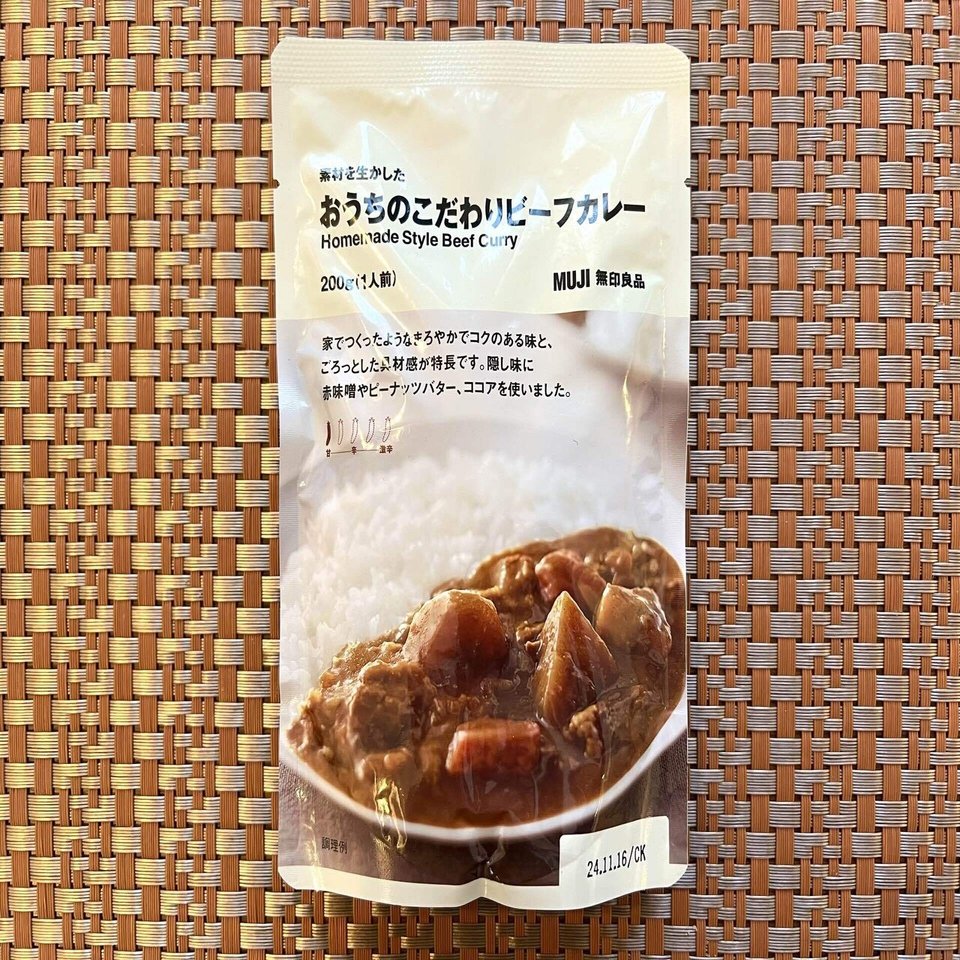 素材を生かした
おうちのこだわりビーフカレー
Homemade Style Beef Curry
200g(1人前)
MUJI 無印良品
家でつくったようなまろやかでコクのある味と、
ごろっとした具材感が特長です。隠し味に
赤味噌やピーナッツバター、ココアを使いました。
甘 辛 激辛
調理例
24.11.16/CK